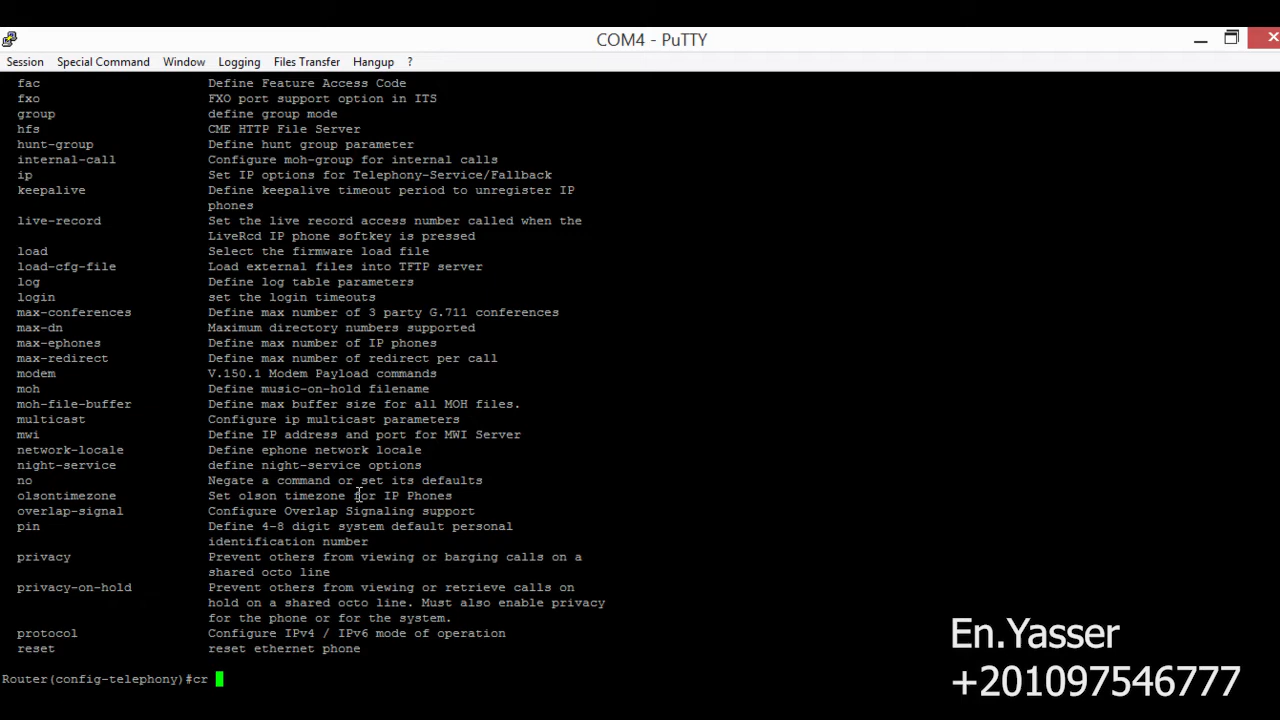 COM4 - PuTTY
Session Special Command Window Logging Files Transfer Hangup ?
fac Define Feature Access Code
fxo FXO port support option in ITS
group define group mode
hfs CME HTTP File Server
hunt-group Define hunt group parameter
internal-call Configure moh-group for internal calls
ip Set IP options for Telephony-Service/Fallback
keepalive Define keepalive timeout period to unregister IP
phones
live-record Set the live record access number called when the
LiveRcd IP phone softkey is pressed
load Select the firmware load file
load-cfg-file Load external files into TFTP server
log Define log table parameters
login set the login timeouts
max-conferences Define max number of 3 party G.711 conferences
max-dn Maximum directory numbers supported
max-ephones Define max number of IP phones
max-redirect Define max number of redirect per call
modem V.150.1 Modem Payload commands
moh Define music-on-hold filename
moh-file-buffer Define max buffer size for all MOH files.
multicast Configure ip multicast parameters
mwi Define IP address and port for MWI Server
network-locale Define ephone network locale
night-service define night-service options
no Negate a command or set its defaults
olsontimezone Set olson timezone for IP Phones
overlap-signal Configure Overlap Signaling support
pin Define 4-8 digit system default personal
identification number
privacy Prevent others from viewing or barging calls on a
shared octo line
privacy-on-hold Prevent others from viewing or retrieve calls on
hold on a shared octo line. Must also enable privacy
for the phone or for the system.
protocol Configure IPv4 / IPv6 mode of operation
reset reset ethernet phone
Router(config-telephony)#cr
En.Yasser
+201097546777